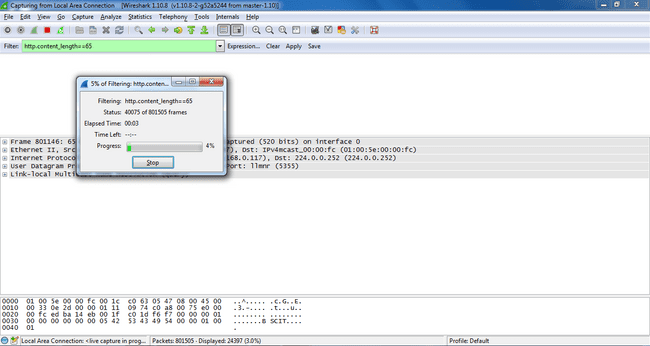 Capturing from Local Area Connection [Wireshark 1.10.8 (v1.10.8-2-g52a5244 from master-1.10)]
File Edit View Go Capture Analyze Statistics Telephony Tools Internals Help
Filter: http.content_length==65 Expression... Clear Apply Save
5% of Filtering: http.conten...
Filtering: http.content_length==65
Status: 40075 of 801505 frames
Elapsed Time: 00:03
Time Left: --:--
Progress: 4%
Stop
Frame 801146: 65 captured (520 bits) on interface 0
Ethernet II, Src 7), Dst: IPv4mcast_00:00:fc (01:00:5e:00:00:fc)
Internet Protoco 168.0.117), Dst: 224.0.0.252 (224.0.0.252)
User Datagram Pr Port: llmnr (5355)
Link-local Multi
0000 01 00 5e 00 00 fc 00 1c c0 63 05 47 08 00 45 00 ..^..... .c.G..E.
0010 00 33 0e 2d 00 00 01 11 09 74 c0 a8 00 75 e0 00 .3.-.... .t...u..
0020 00 fc ed ba 14 eb 00 1f c0 1d f6 f7 00 00 00 01 ........ ........
0030 00 00 00 00 00 00 05 42 53 43 49 54 00 00 01 00 .......B SCIT....
0040 01 .
Local Area Connection: <live capture in prog... Packets: 801505 - Displayed: 24397 (3.0%) Profile: Default